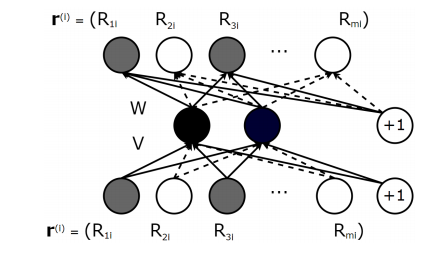 r⁽ⁱ⁾ = (R₁ᵢ R₂ᵢ R₃ᵢ Rₘᵢ)
...
W
+1
V
...
+1
r⁽ⁱ⁾ = (R₁ᵢ R₂ᵢ R₃ᵢ Rₘᵢ)